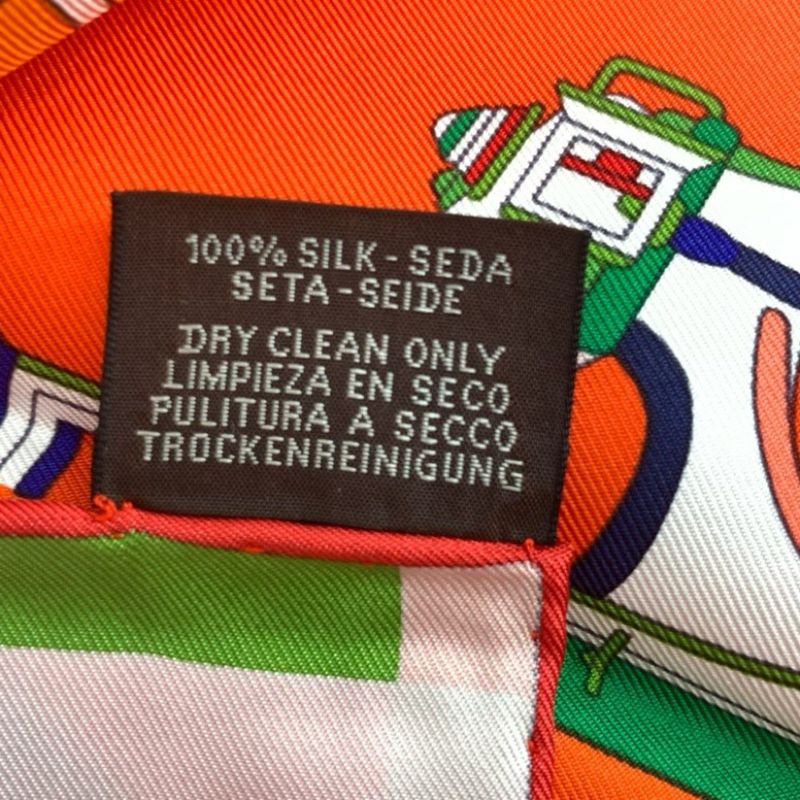 100% SILK - SEDA
SETA - SEIDE
DRY CLEAN ONLY
LIMPIEZA EN SECO
PULITURA A SECCO
TROCKENREINIGUNG